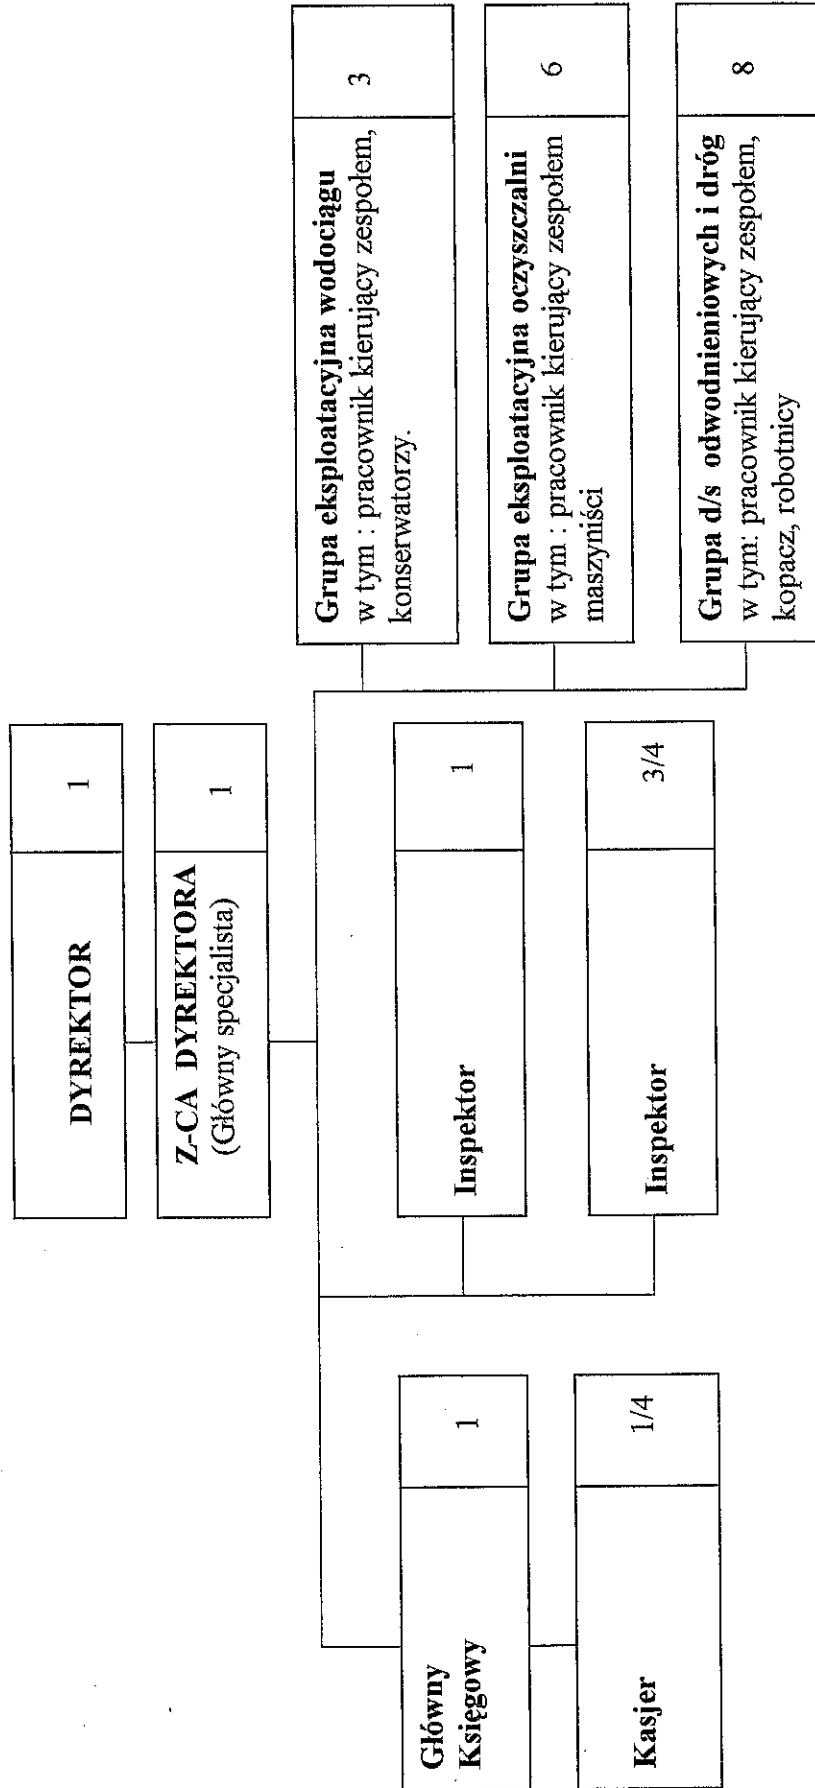 DYREKTOR
1
Z-CA DYREKTORA
(Główny specjalista)
1
Główny
Księgowy
1
Kasjer
1/4
Inspektor
1
Inspektor
3/4
Grupa eksploatacyjna wodociągu
w tym : pracownik kierujący zespołem,
konserwatorzy.
3
Grupa eksploatacyjna oczyszczalni
w tym : pracownik kierujący zespołem
maszyniści
6
Grupa d/s odwodnieniowych i dróg
w tym: pracownik kierujący zespołem,
kopacz, robotnicy
8